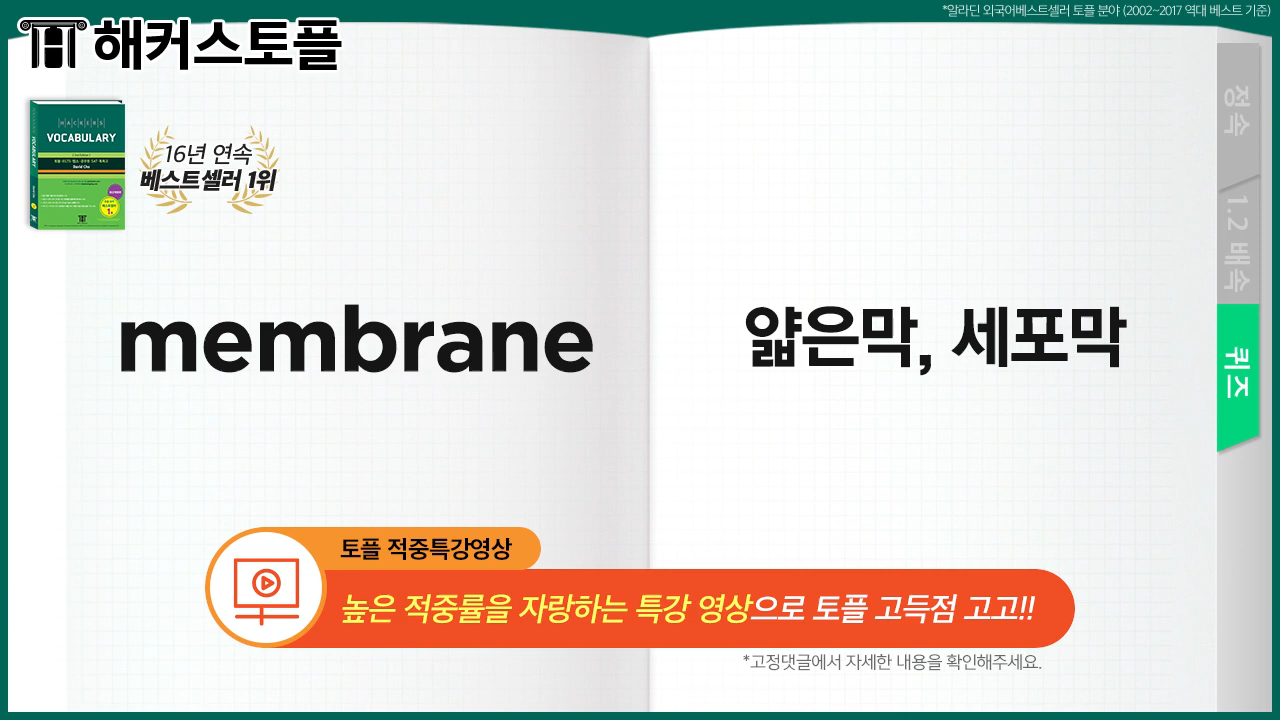 *알라딘 외국어베스트셀러 토플 분야 (2002~2017 역대 베스트 기준)
해커스토플
HACKERS
VOCABULARY
16년 연속
베스트셀러 1위
정속
1.2 배속
퀴즈
membrane
얇은막, 세포막
토플 적중특강영상
높은 적중률을 자랑하는 특강 영상으로 토플 고득점 고고!!
*고정댓글에서 자세한 내용을 확인해주세요.